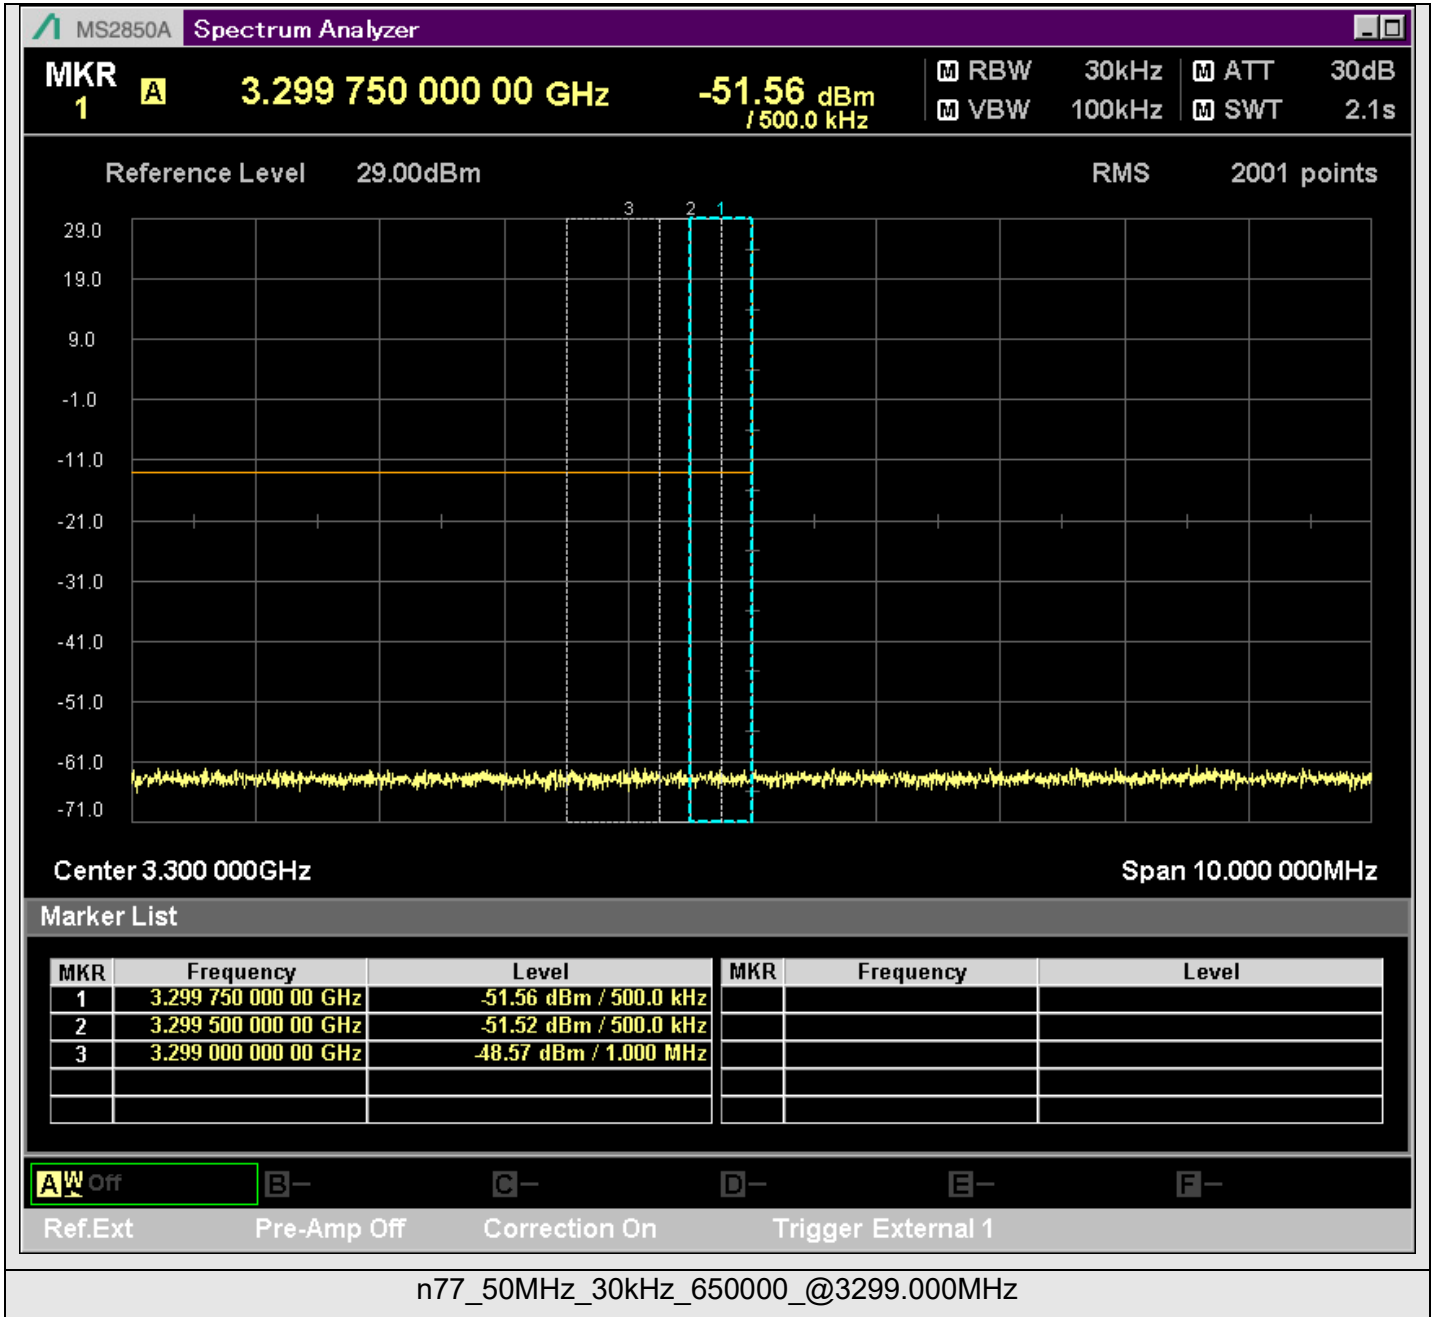 MS2850A Spectrum Analyzer
MKR 1 A 3.299 750 000 00 GHz -51.56 dBm / 500.0 kHz
M RBW 30kHz M ATT 30dB
M VBW 100kHz M SWT 2.1s
Reference Level 29.00dBm RMS 2001 points
3 2 1
29.0
19.0
9.0
-1.0
-11.0
-21.0
-31.0
-41.0
-51.0
-61.0
-71.0
Center 3.300 000GHz Span 10.000 000MHz
Marker List
MKR Frequency Level MKR Frequency Level
1 3.299 750 000 00 GHz -51.56 dBm / 500.0 kHz
2 3.299 500 000 00 GHz -51.52 dBm / 500.0 kHz
3 3.299 000 000 00 GHz -48.57 dBm / 1.000 MHz
A W Off B − C − D − E − F −
Ref.Ext Pre-Amp Off Correction On Trigger External 1
n77_50MHz_30kHz_650000_@3299.000MHz